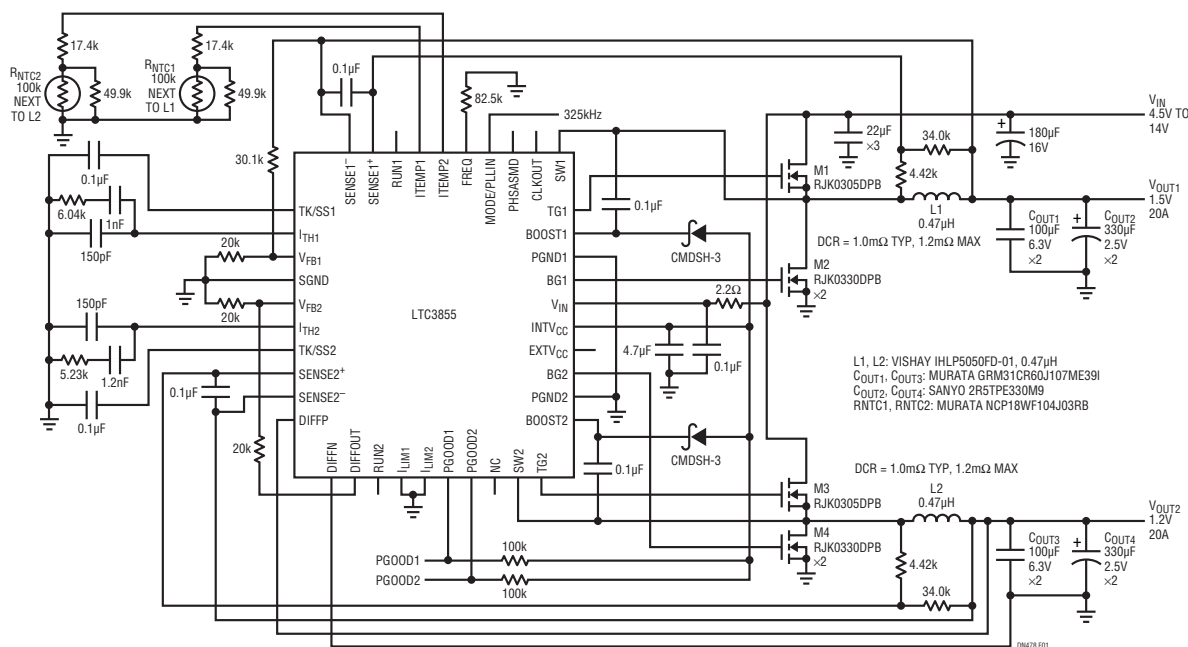 17.4k
17.4k
RNTC2
100k
NEXT
TO L2
49.9k
RNTC1
100k
NEXT
TO L1
49.9k
0.1µF
82.5k
325kHz
30.1k
22µF
×3
34.0k
4.42k
180µF
16V
VIN
4.5V TO
14V
SENSE1–
SENSE1+
RUN1
ITEMP1
ITEMP2
FREQ
MODE/PLLIN
PHSASMD
CLKOUT
SW1
0.1µF
6.04k
1nF
150pF
20k
20k
150pF
5.23k
1.2nF
0.1µF
0.1µF
20k
TK/SS1
ITH1
VFB1
SGND
VFB2
ITH2
TK/SS2
SENSE2+
SENSE2–
DIFFP
LTC3855
TG1
BOOST1
PGND1
BG1
VIN
INTVCC
EXTVCC
BG2
PGND2
BOOST2
DIFFN
DIFFOUT
RUN2
ILIM1
ILIM2
PGOOD1
PGOOD2
NC
SW2
TG2
M1
RJK0305DPB
0.1µF
CMDSH-3
M2
RJK0330DPB
×2
2.2Ω
4.7µF
0.1µF
L1
0.47µH
DCR = 1.0mΩ TYP, 1.2mΩ MAX
COUT1
100µF
6.3V
×2
COUT2
330µF
2.5V
×2
VOUT1
1.5V
20A
L1, L2: VISHAY IHLP5050FD-01, 0.47µH
COUT1, COUT3: MURATA GRM31CR60J107ME39I
COUT2, COUT4: SANYO 2R5TPE330M9
RNTC1, RNTC2: MURATA NCP18WF104J03RB
CMDSH-3
0.1µF
M3
RJK0305DPB
M4
RJK0330DPB
×2
DCR = 1.0mΩ TYP, 1.2mΩ MAX
L2
0.47µH
4.42k
34.0k
COUT3
100µF
6.3V
×2
COUT4
330µF
2.5V
×2
VOUT2
1.2V
20A
PGOOD1
100k
PGOOD2
100k
DN478 F01